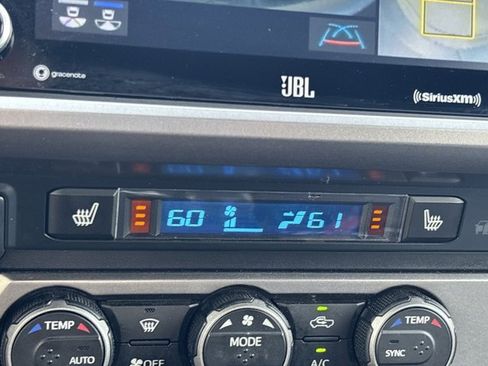 gracenote
JBL
SiriusXM
60 61
TEMP
AUTO
OFF
MODE
A/C
TEMP
SYNC